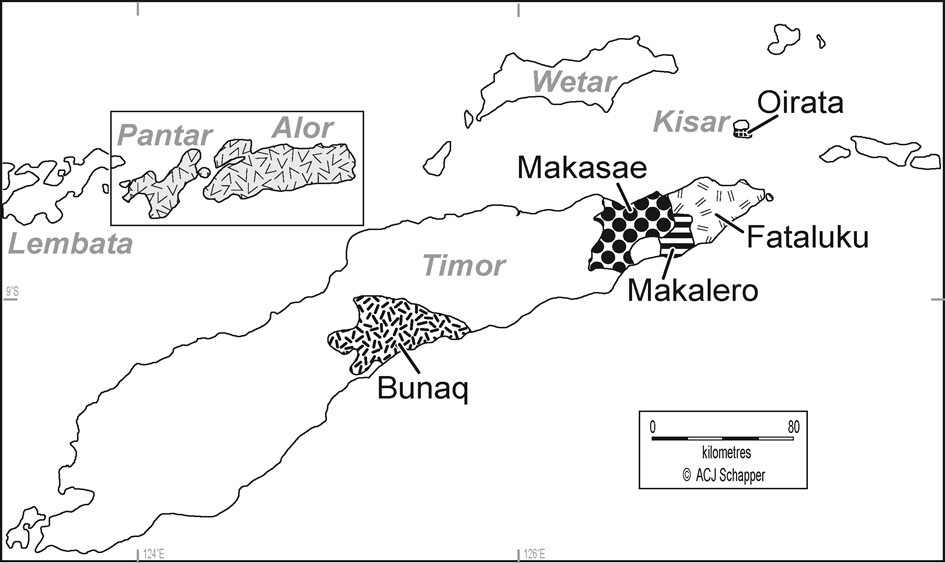 Wetar
Oirata
Kisar
Pantar
Alor
Makasae
Lembata
Fataluku
Timor
Makalero
9°S
Bunaq
0 80
kilometres
© ACJ Schapper
124°E
126°E